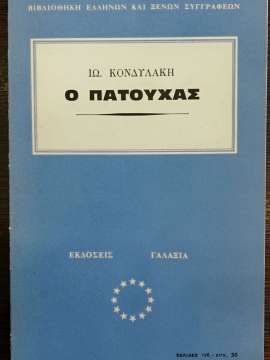 ΒΙΒΛΙΟΘΗΚΗ ΕΛΛΗΝΩΝ ΚΑΙ ΞΕΝΩΝ ΣΥΓΓΡΑΦΕΩΝ
ΙΩ. ΚΟΝΔΥΛΑΚΗ
Ο ΠΑΤΟΥΧΑΣ
ΕΚΔΟΣΕΙΣ ΓΑΛΑΞΙΑ